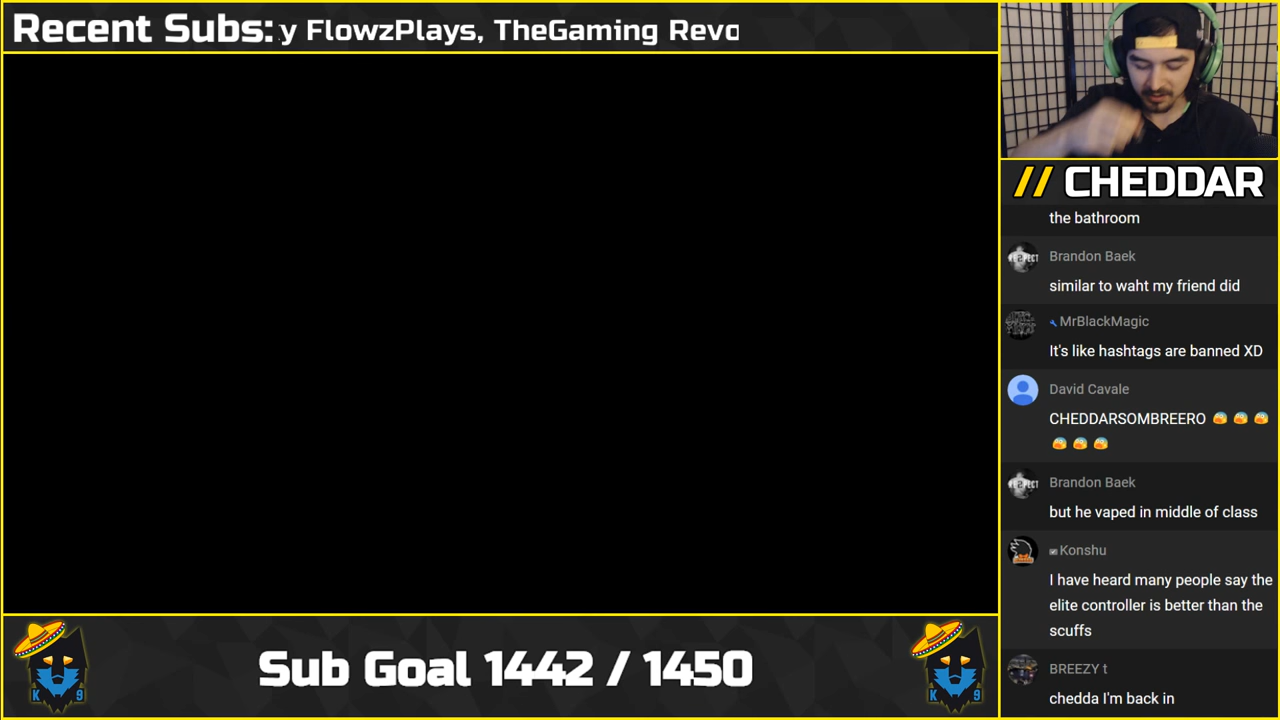 Recent Subs: y FlowzPlays, TheGaming Revo
// CHEDDAR
the bathroom
Brandon Baek
similar to waht my friend did
MrBlackMagic
It's like hashtags are banned XD
David Cavale
CHEDDARSOMBREERO
Brandon Baek
but he vaped in middle of class
Konshu
I have heard many people say the
elite controller is better than the
scuffs
BREEZY t
chedda I'm back in
K 9
Sub Goal 1442 / 1450
K 9